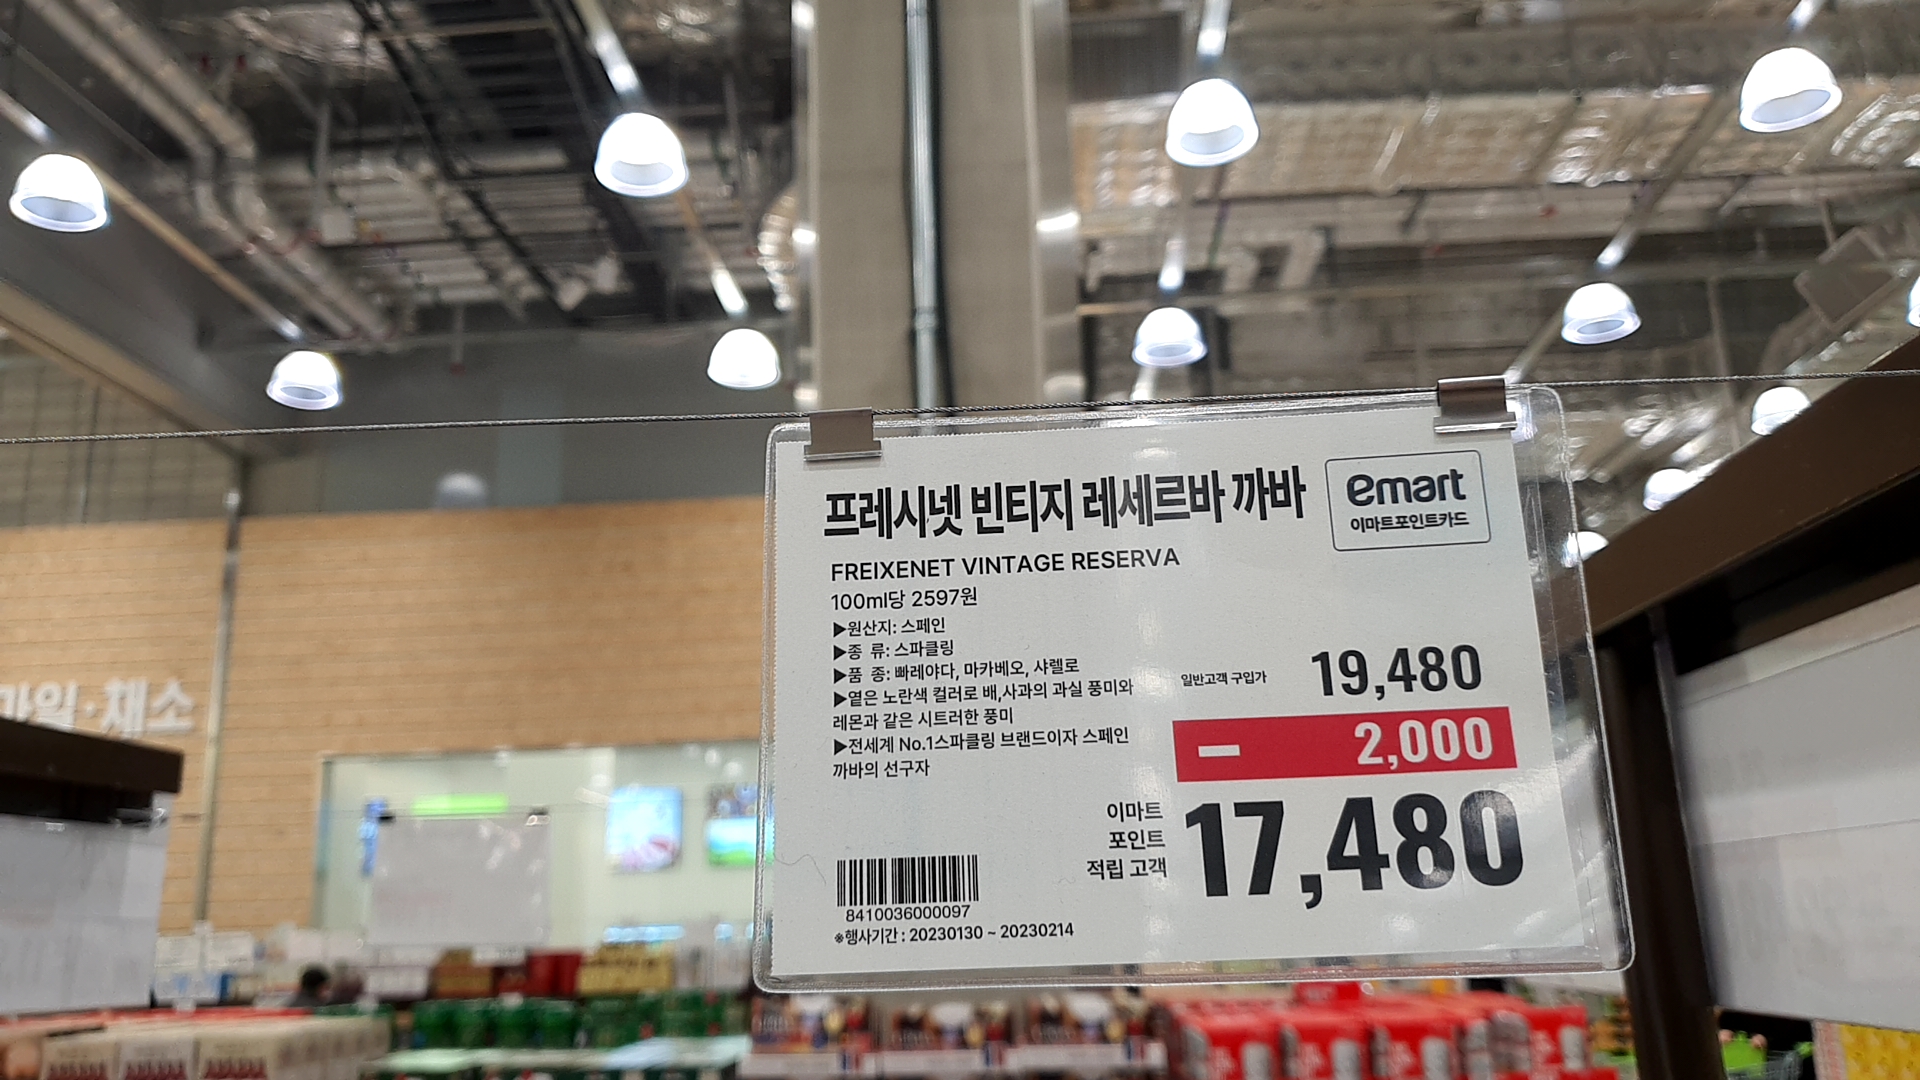 프레시넷 빈티지 레세르바 까바
emart
이마트포인트카드
FREIXENET VINTAGE RESERVA
100ml당 2597원
▶원산지: 스페인
▶종 류: 스파클링
▶품 종: 빠레야다, 마카베오, 샤렐로
▶옅은 노란색 컬러로 배,사과의 과실 풍미와
레몬과 같은 시트러한 풍미
▶전세계 No.1스파클링 브랜드이자 스페인
까바의 선구자
일반고객 구입가 19,480
- 2,000
이마트
포인트
적립 고객
17,480
8410036000097
※행사기간 : 20230130 ~ 20230214
과일·채소